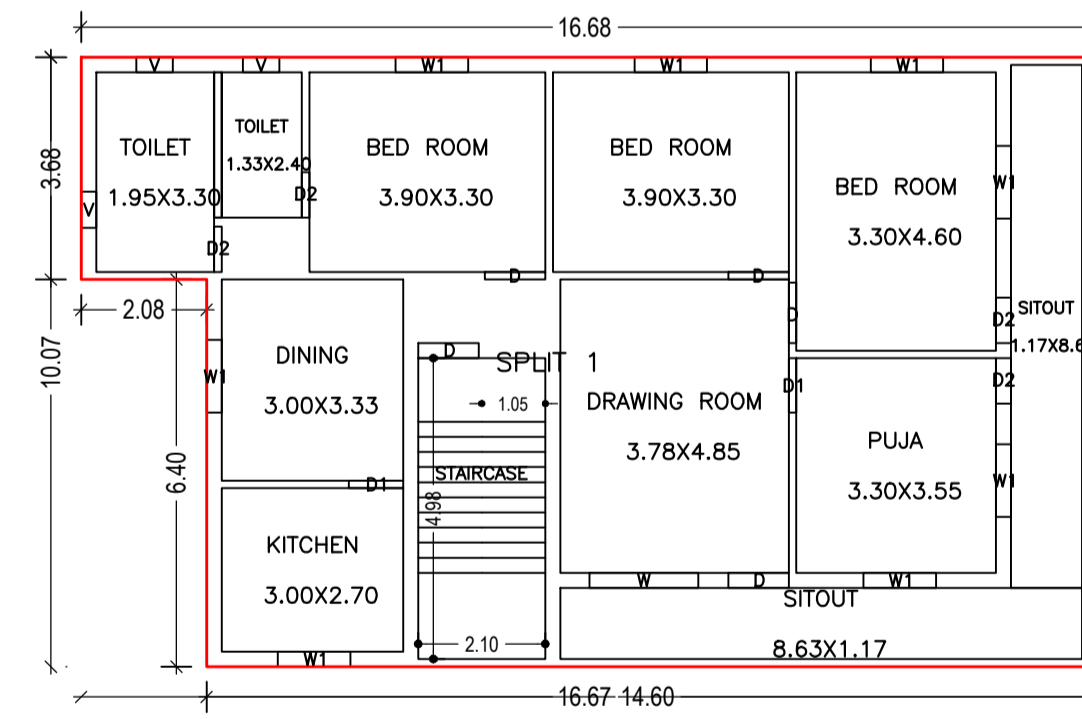 16.68
V
V
W1
W1
W1
3.68
TOILET
1.95X3.30
TOILET
1.33X2.40
BED ROOM
3.90X3.30
BED ROOM
3.90X3.30
BED ROOM
3.30X4.60
W1
V
D2
D2
D
D
D
D2
SITOUT
2.08
10.07
W1
DINING
3.00X3.33
D
SPLIT 1
1.05
DRAWING ROOM
3.78X4.85
D1
D2
PUJA
3.30X3.55
W1
6.40
STAIRCASE
4.98
D1
KITCHEN
3.00X2.70
W
D
W1
SITOUT
8.63X1.17
2.10
W1
16.67 14.60